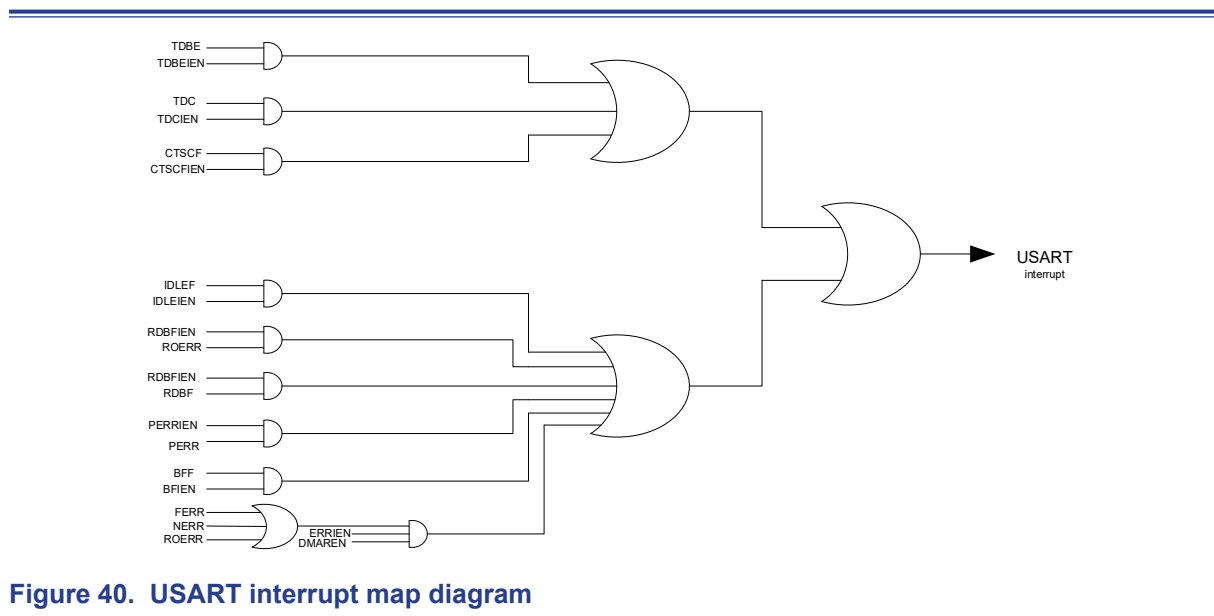 TDBE
TDBEIEN
TDC
TDCIEN
CTSCF
CTSCFIEN
USART
interrupt
IDLEF
IDLEIEN
RDBFIEN
ROERR
RDBFIEN
RDBF
PERRIEN
PERR
BFF
BFIEN
FERR
NERR
ROERR
ERRIEN
DMAREN
Figure 40. USART interrupt map diagram